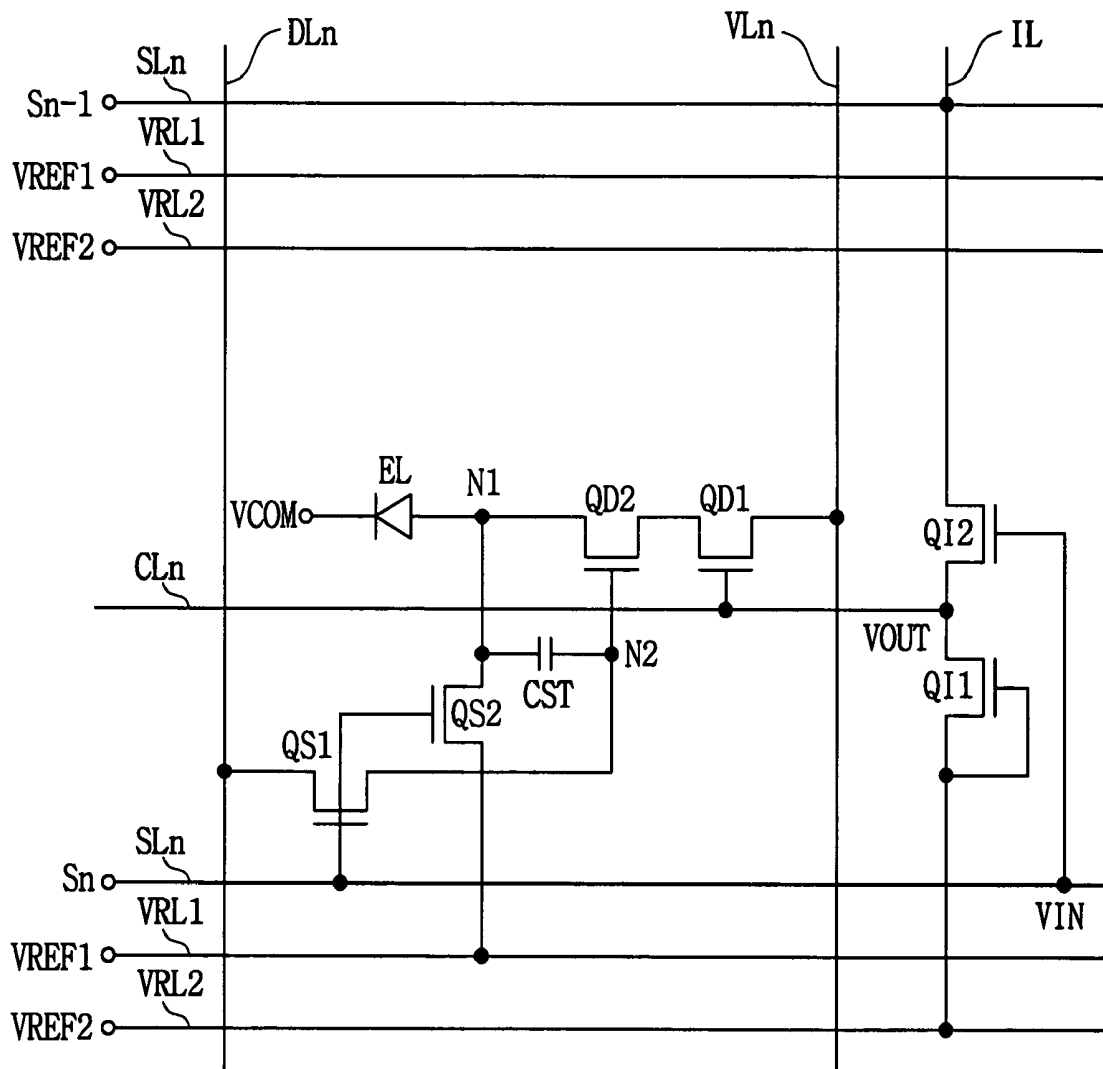 DLn
VLn
IL
SLn
Sn-1
VRL1
VREF1
VRL2
VREF2
EL
N1
QD2
QD1
VCOM
QI2
CLn
VOUT
N2
CST
QI1
QS2
QS1
SLn
Sn
VIN
VRL1
VREF1
VRL2
VREF2